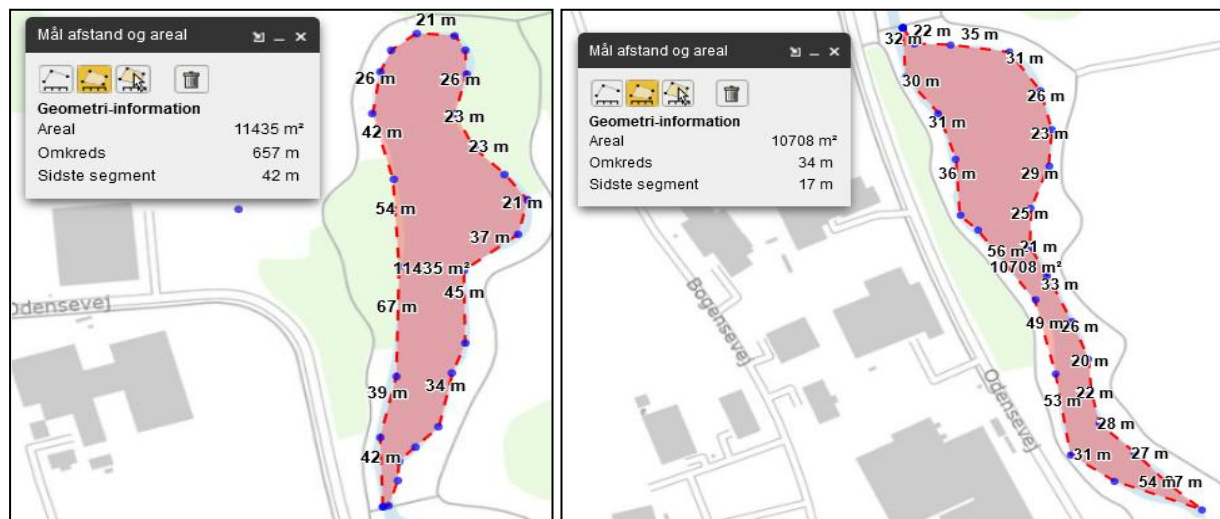 Mål afstand og areal
Geometri-information
Areal 11435 m²
Omkreds 657 m
Sidste segment 42 m
21 m
26 m
26 m
42 m
23 m
23 m
54 m
21 m
37 m
11435 m²
45 m
67 m
39 m
34 m
42 m
Odensevej
Mål afstand og areal
Geometri-information
Areal 10708 m²
Omkreds 34 m
Sidste segment 17 m
32 m
22 m
35 m
31 m
30 m
26 m
31 m
23 m
36 m
29 m
25 m
56 m
21 m
10708 m²
33 m
49 m
26 m
20 m
53 m
22 m
28 m
31 m
27 m
54 m
Bogensevej
Odensevej